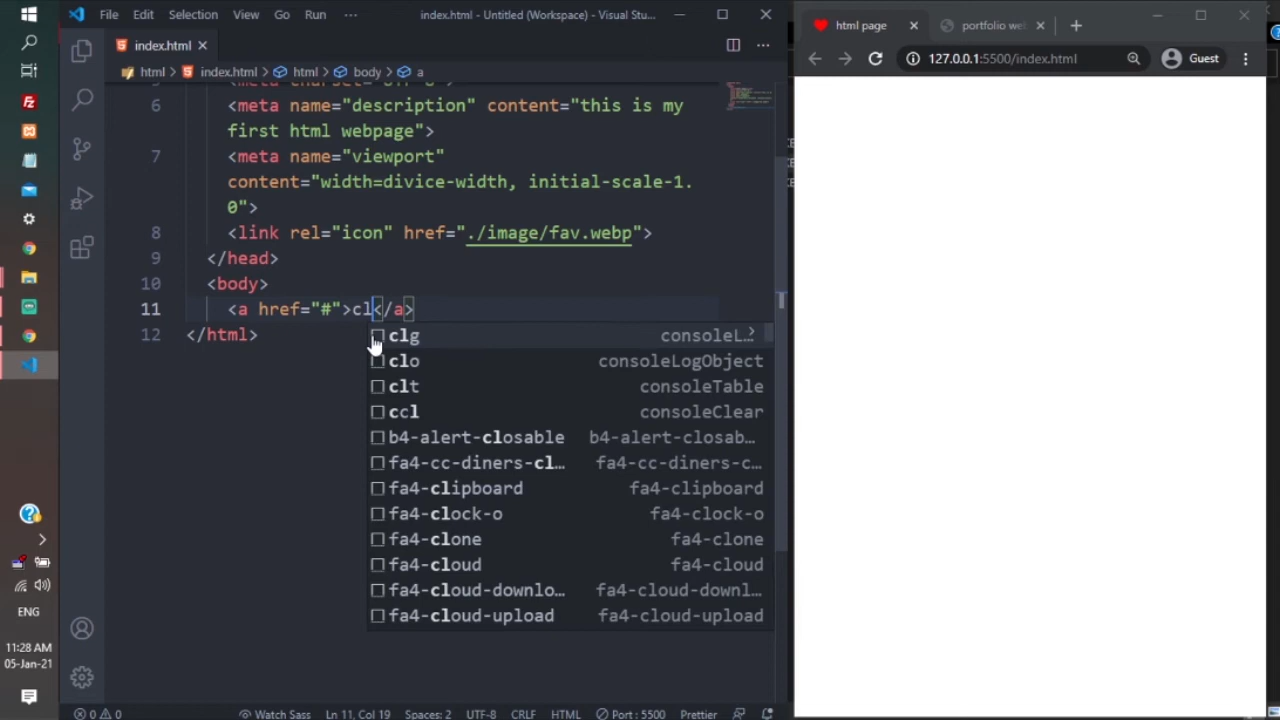 File Edit Selection View Go Run ··· index.html - Untitled (Workspace) - Visual Stu...
index.html
html > index.html > html > body > a
6 <meta name="description" content="this is my
first html webpage">
7 <meta name="viewport"
content="width=divice-width, initial-scale-1.
0">
8 <link rel="icon" href="./image/fav.webp">
9 </head>
10 <body>
11 <a href="#">cl</a>
12 </html>
clg consoleL...
clo consoleLogObject
clt consoleTable
ccl consoleClear
b4-alert-closable b4-alert-closab...
fa4-cc-diners-cl... fa4-cc-diners-c...
fa4-clipboard fa4-clipboard
fa4-clock-o fa4-clock-o
fa4-clone fa4-clone
fa4-cloud fa4-cloud
fa4-cloud-downlo... fa4-cloud-downl...
fa4-cloud-upload fa4-cloud-upload
0 0 Watch Sass Ln 11, Col 19 Spaces: 2 UTF-8 CRLF HTML Port : 5500 Prettier
html page
portfolio we
127.0.0.1:5500/index.html
Guest
ENG
11:28 AM
05-Jan-21